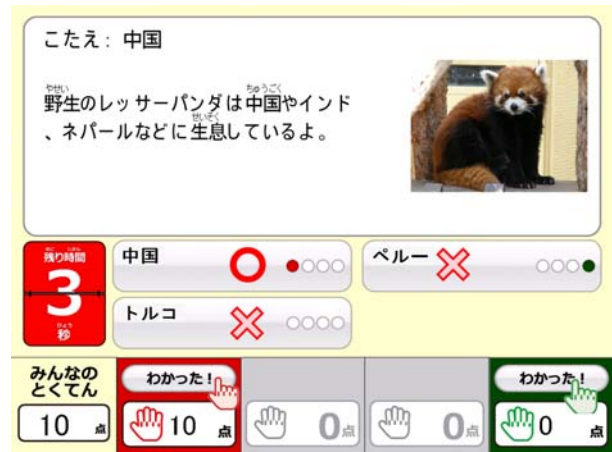 こたえ: 中国
やせい ちゅうごく
野生のレッサーパンダは中国やインド
せいそく
、ネパールなどに生息しているよ。
のこ じかん
残り時間
3
びょう
秒
中国
ペルー
トルコ
みんなの
とくてん
10 点
わかった!
10 点
0点
0点
わかった!
0 点